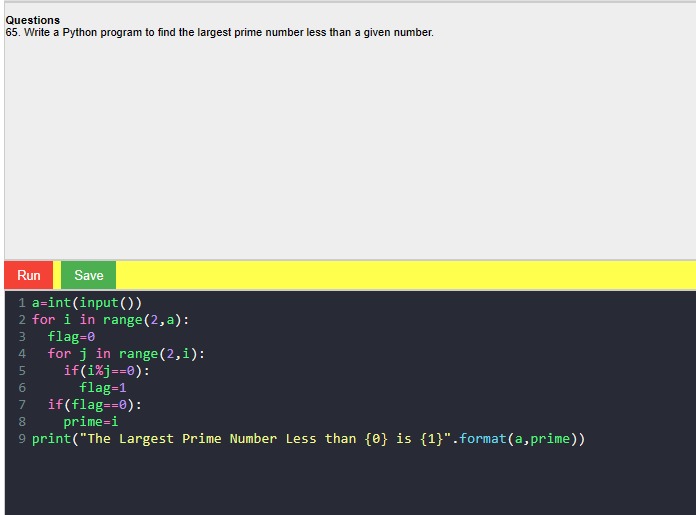 Questions
65. Write a Python program to find the largest prime number less than a given number.
Run Save
1 a=int(input())
2 for i in range(2,a):
3   flag=0
4   for j in range(2,i):
5     if(i%j==0):
6       flag=1
7   if(flag==0):
8     prime=i
9 print("The Largest Prime Number Less than {0} is {1}".format(a,prime))